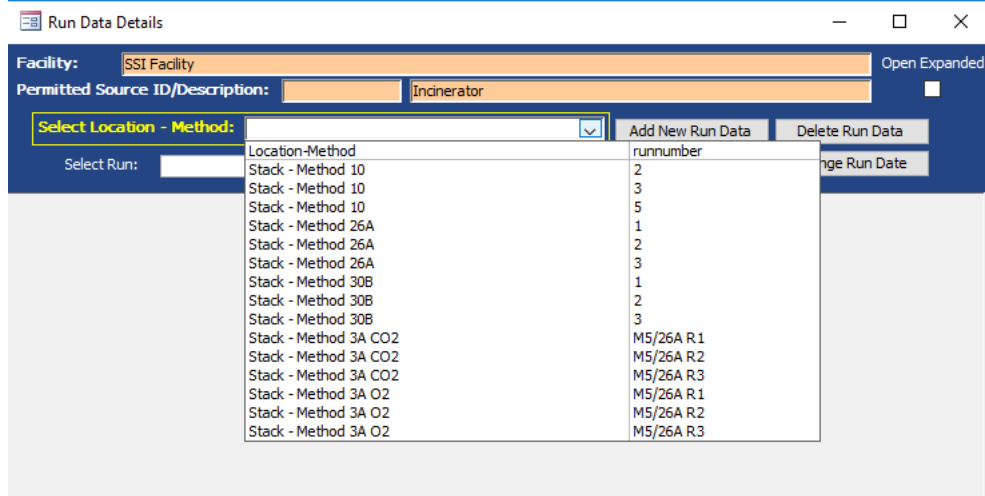 Run Data Details
Facility: SSI Facility Open Expanded
Permitted Source ID/Description: Incinerator
Select Location - Method: Add New Run Data Delete Run Data
Select Run: nge Run Date
Location-Method runnumber
Stack - Method 10 2
Stack - Method 10 3
Stack - Method 10 5
Stack - Method 26A 1
Stack - Method 26A 2
Stack - Method 26A 3
Stack - Method 30B 1
Stack - Method 30B 2
Stack - Method 30B 3
Stack - Method 3A CO2 M5/26A R1
Stack - Method 3A CO2 M5/26A R2
Stack - Method 3A CO2 M5/26A R3
Stack - Method 3A O2 M5/26A R1
Stack - Method 3A O2 M5/26A R2
Stack - Method 3A O2 M5/26A R3